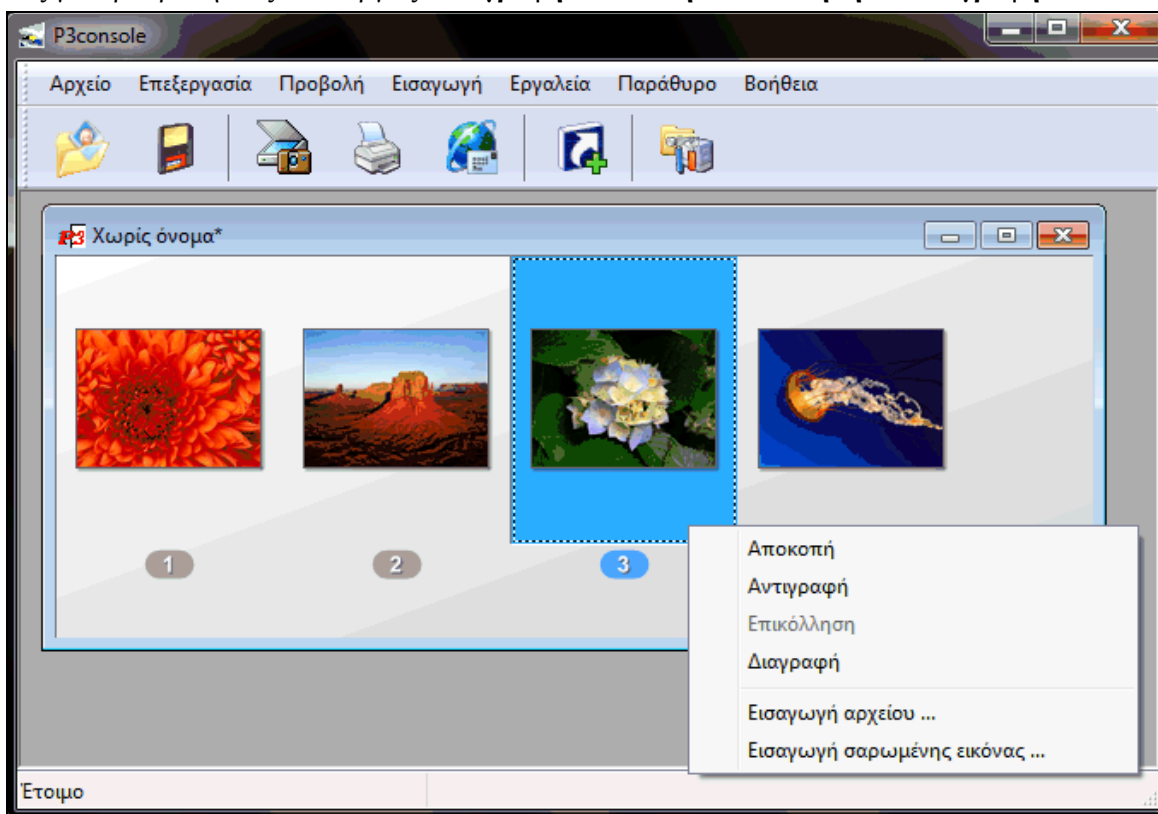 P3console
Αρχείο Επεξεργασία Προβολή Εισαγωγή Εργαλεία Παράθυρο Βοήθεια
P3 Χωρίς όνομα*
1 2 3
Αποκοπή
Αντιγραφή
Επικόλληση
Διαγραφή
Εισαγωγή αρχείου ...
Εισαγωγή σαρωμένης εικόνας ...
Έτοιμο